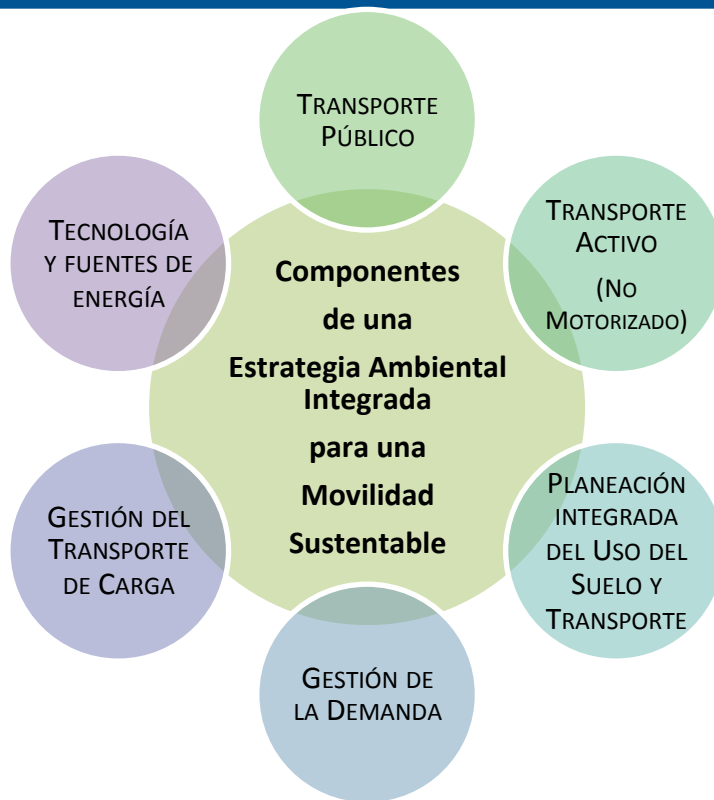 TRANSPORTE
PÚBLICO
TECNOLOGÍA
Y FUENTES DE
ENERGÍA
TRANSPORTE
ACTIVO
(NO
MOTORIZADO)
Componentes
de una
Estrategia Ambiental
Integrada
para una
Movilidad
Sustentable
GESTIÓN DEL
TRANSPORTE
DE CARGA
PLANEACIÓN
INTEGRADA
DEL USO DEL
SUELO Y
TRANSPORTE
GESTIÓN DE
LA DEMANDA